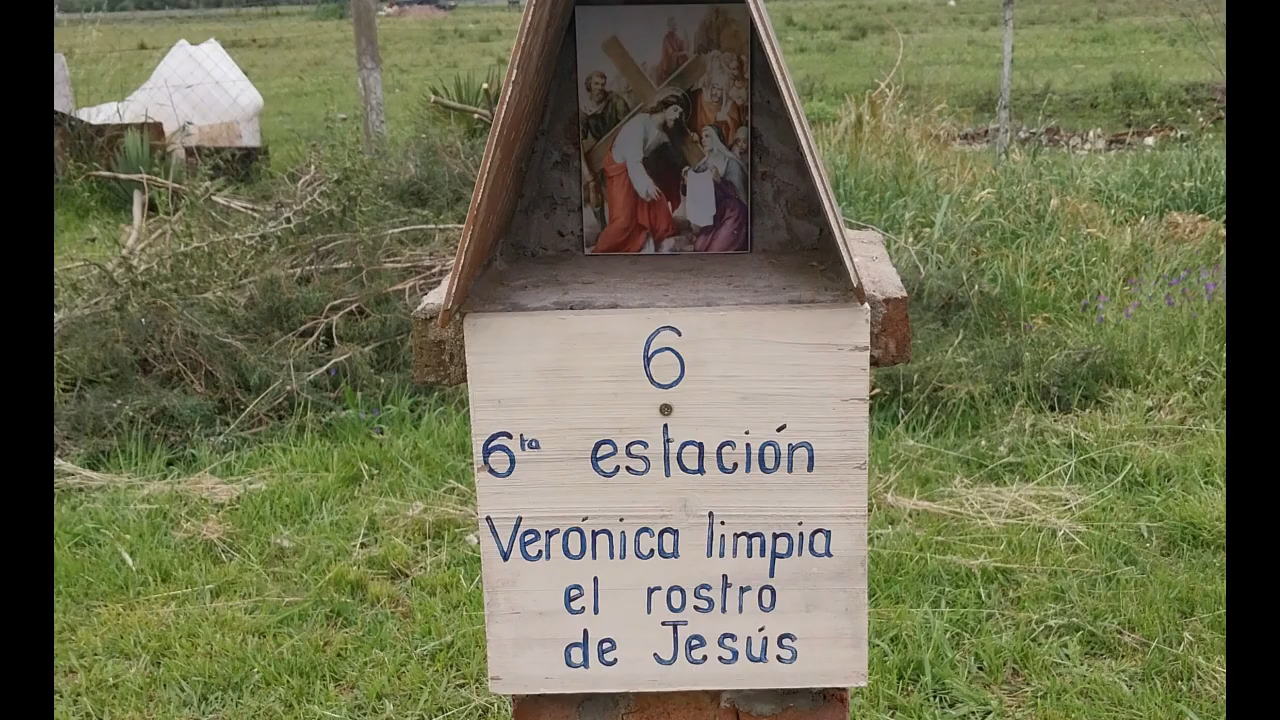 6
6ta estación
Verónica limpia
el rostro
de Jesús